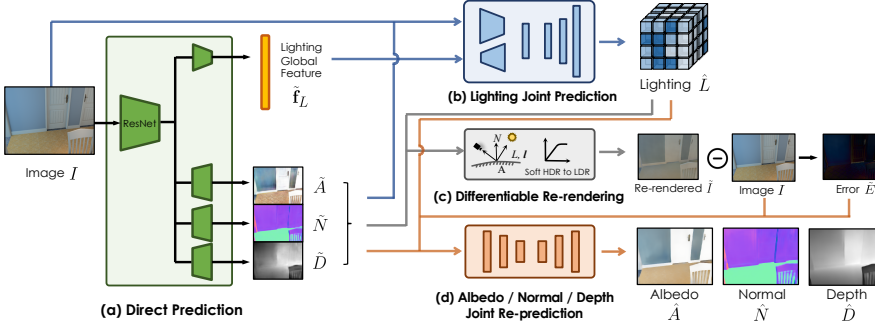 Image I
ResNet
(a) Direct Prediction
Lighting
Global
Feature
f̃_L
Ã
Ñ
D̃
(b) Lighting Joint Prediction
Lighting L̂
N
L, l
A
Soft HDR to LDR
(c) Differentiable Re-rendering
Re-rendered Ĩ
Image I
Error Ẽ
(d) Albedo / Normal / Depth
Joint Re-prediction
Albedo
Â
Normal
N̂
Depth
D̂